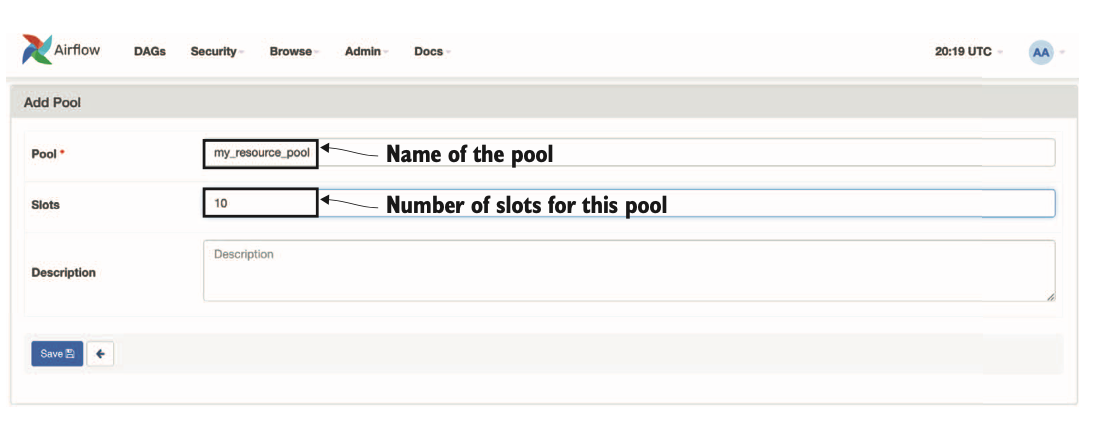 Airflow DAGs Security Browse Admin Docs 20:19 UTC AA
Add Pool
Pool * my_resource_pool Name of the pool
Slots 10 Number of slots for this pool
Description Description
Save